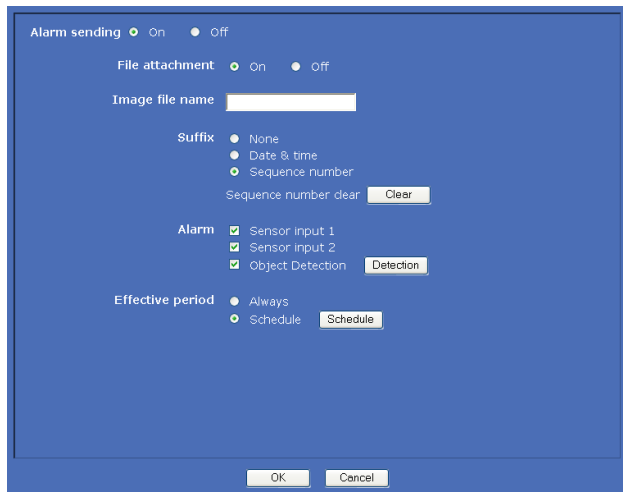 Alarm sending On Off
File attachment On Off
Image file name
Suffix None
Date & time
Sequence number
Sequence number clear Clear
Alarm Sensor input 1
Sensor input 2
Object Detection Detection
Effective period Always
Schedule Schedule
OK Cancel